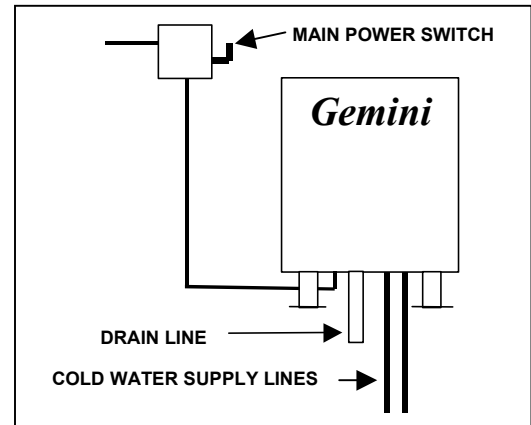 MAIN POWER SWITCH
Gemini
DRAIN LINE
COLD WATER SUPPLY LINES